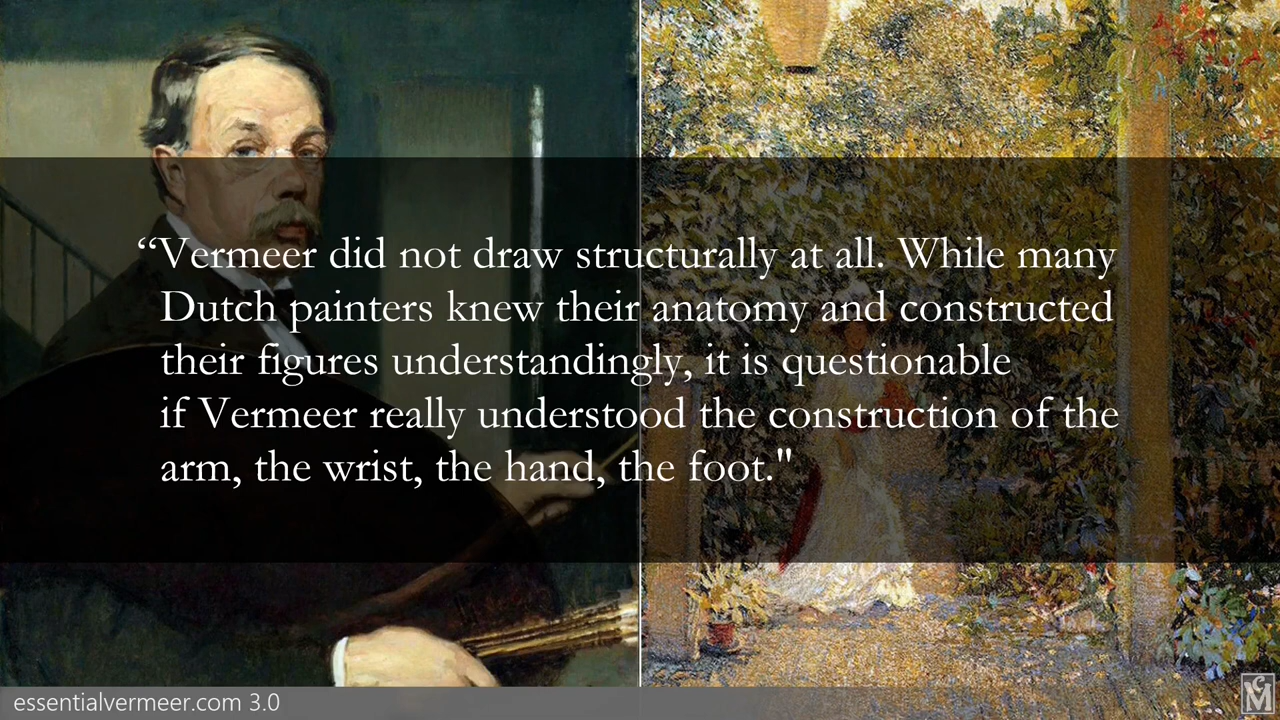 “Vermeer did not draw structurally at all. While many
Dutch painters knew their anatomy and constructed
their figures understandingly, it is questionable
if Vermeer really understood the construction of the
arm, the wrist, the hand, the foot."
essentialvermeer.com 3.0